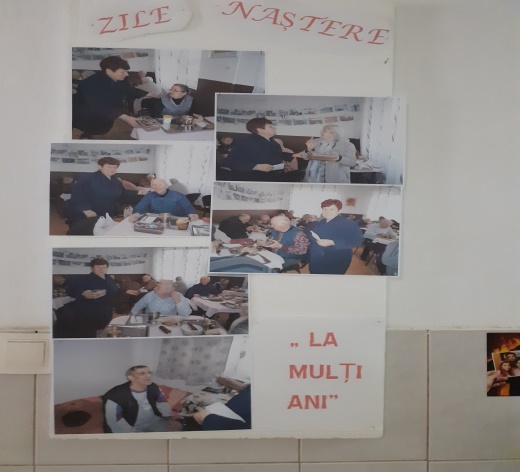 ZILE NAȘTERE
„ LA
MULȚI
ANI”